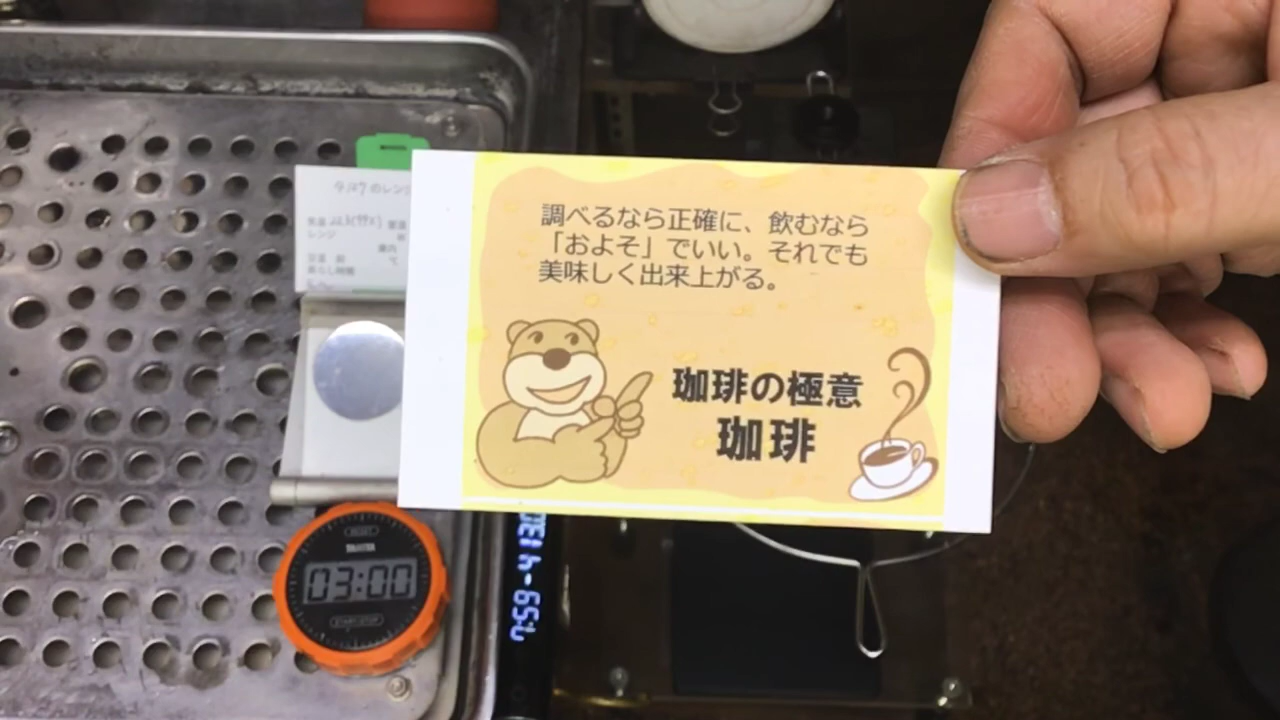 調べるなら正確に、飲むなら
「およそ」でいい。それでも
美味しく出来上がる。
珈琲の極意
珈琲
03:00
START/STOP
TANITA